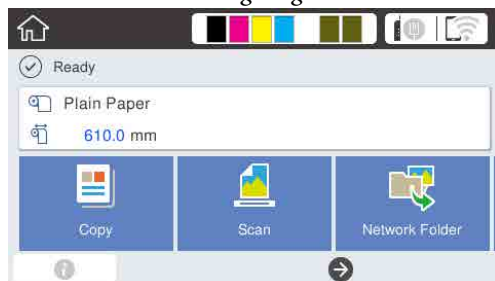 Ready
Plain Paper
610.0 mm
Copy
Scan
Network Folder